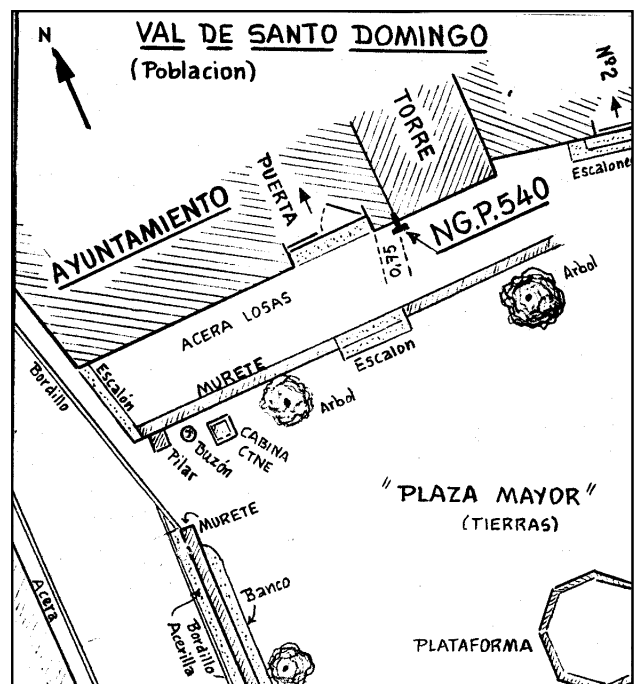 N
VAL DE SANTO DOMINGO
(Poblacion)
Nº2
TORRE
Escalones
PUERTA
AYUNTAMIENTO
NG.P.540
0,75
Arbol
ACERA LOSAS
Escalon
Bordillo
Escalón
MURETE
Arbol
CABINA
CTNE
Buzón
Pilar
"PLAZA MAYOR"
(TIERRAS)
MURETE
Acera
Banco
Bordillo
Acerilla
PLATAFORMA